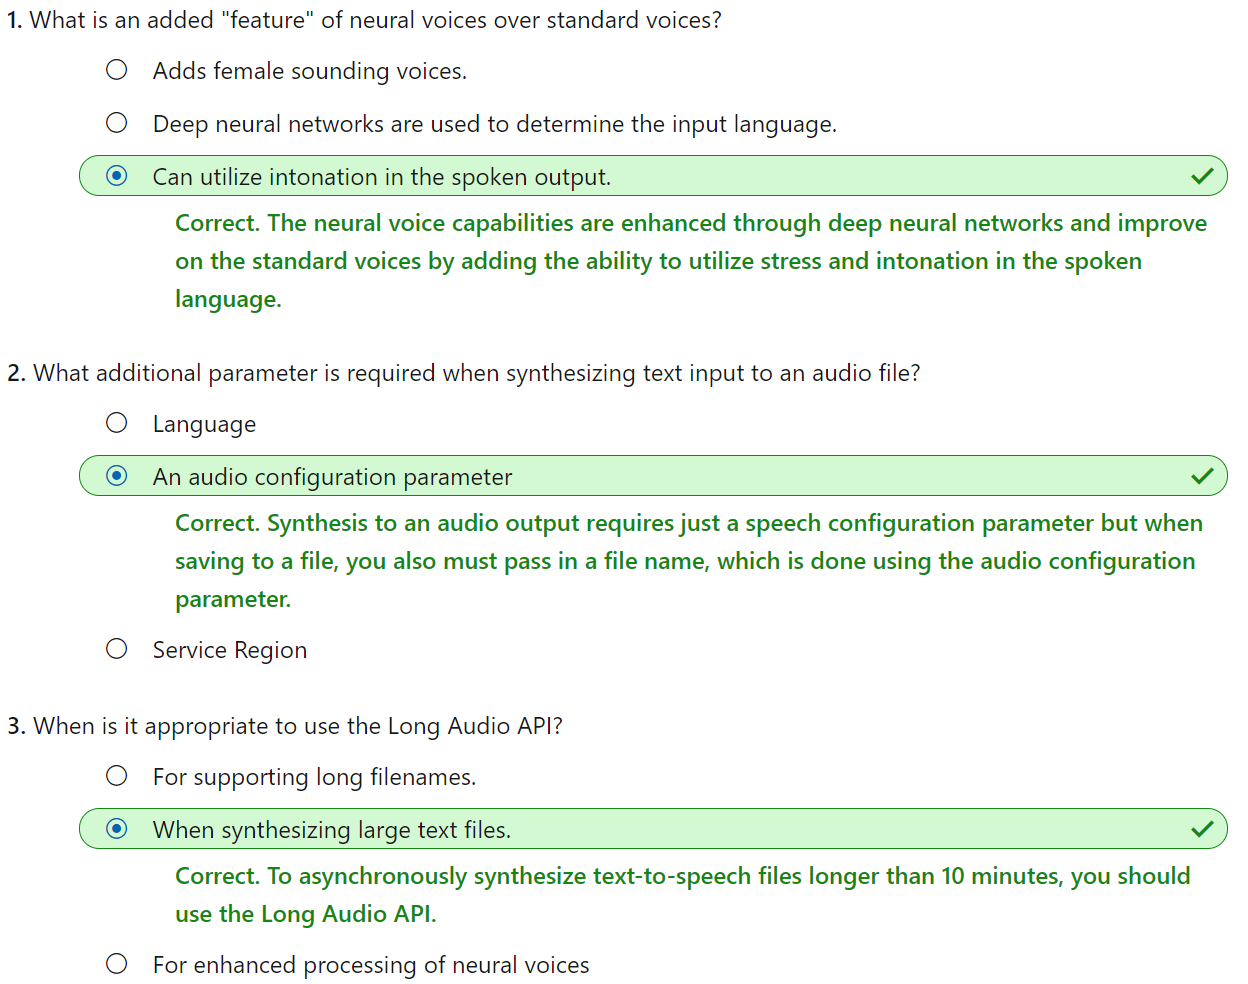 1. What is an added "feature" of neural voices over standard voices?
Adds female sounding voices.
Deep neural networks are used to determine the input language.
Can utilize intonation in the spoken output.
Correct. The neural voice capabilities are enhanced through deep neural networks and improve
on the standard voices by adding the ability to utilize stress and intonation in the spoken
language.
2. What additional parameter is required when synthesizing text input to an audio file?
Language
An audio configuration parameter
Correct. Synthesis to an audio output requires just a speech configuration parameter but when
saving to a file, you also must pass in a file name, which is done using the audio configuration
parameter.
Service Region
3. When is it appropriate to use the Long Audio API?
For supporting long filenames.
When synthesizing large text files.
Correct. To asynchronously synthesize text-to-speech files longer than 10 minutes, you should
use the Long Audio API.
For enhanced processing of neural voices